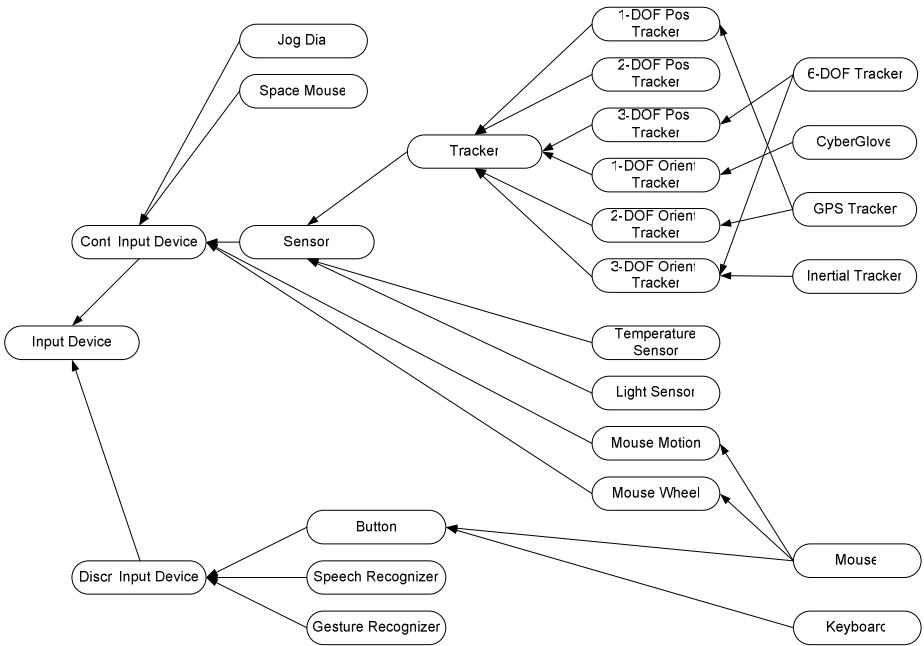 Jog Dia
Space Mouse
1-DOF Pos
Tracker
2-DOF Pos
Tracker
3-DOF Pos
Tracker
1-DOF Orient
Tracker
2-DOF Orient
Tracker
3-DOF Orient
Tracker
6-DOF Tracker
CyberGlove
GPS Tracker
Inertial Tracker
Tracker
Cont Input Device
Sensor
Input Device
Temperature
Sensor
Light Sensor
Mouse Motion
Mouse Wheel
Button
Discr Input Device
Speech Recognizer
Gesture Recognizer
Mouse
Keyboard